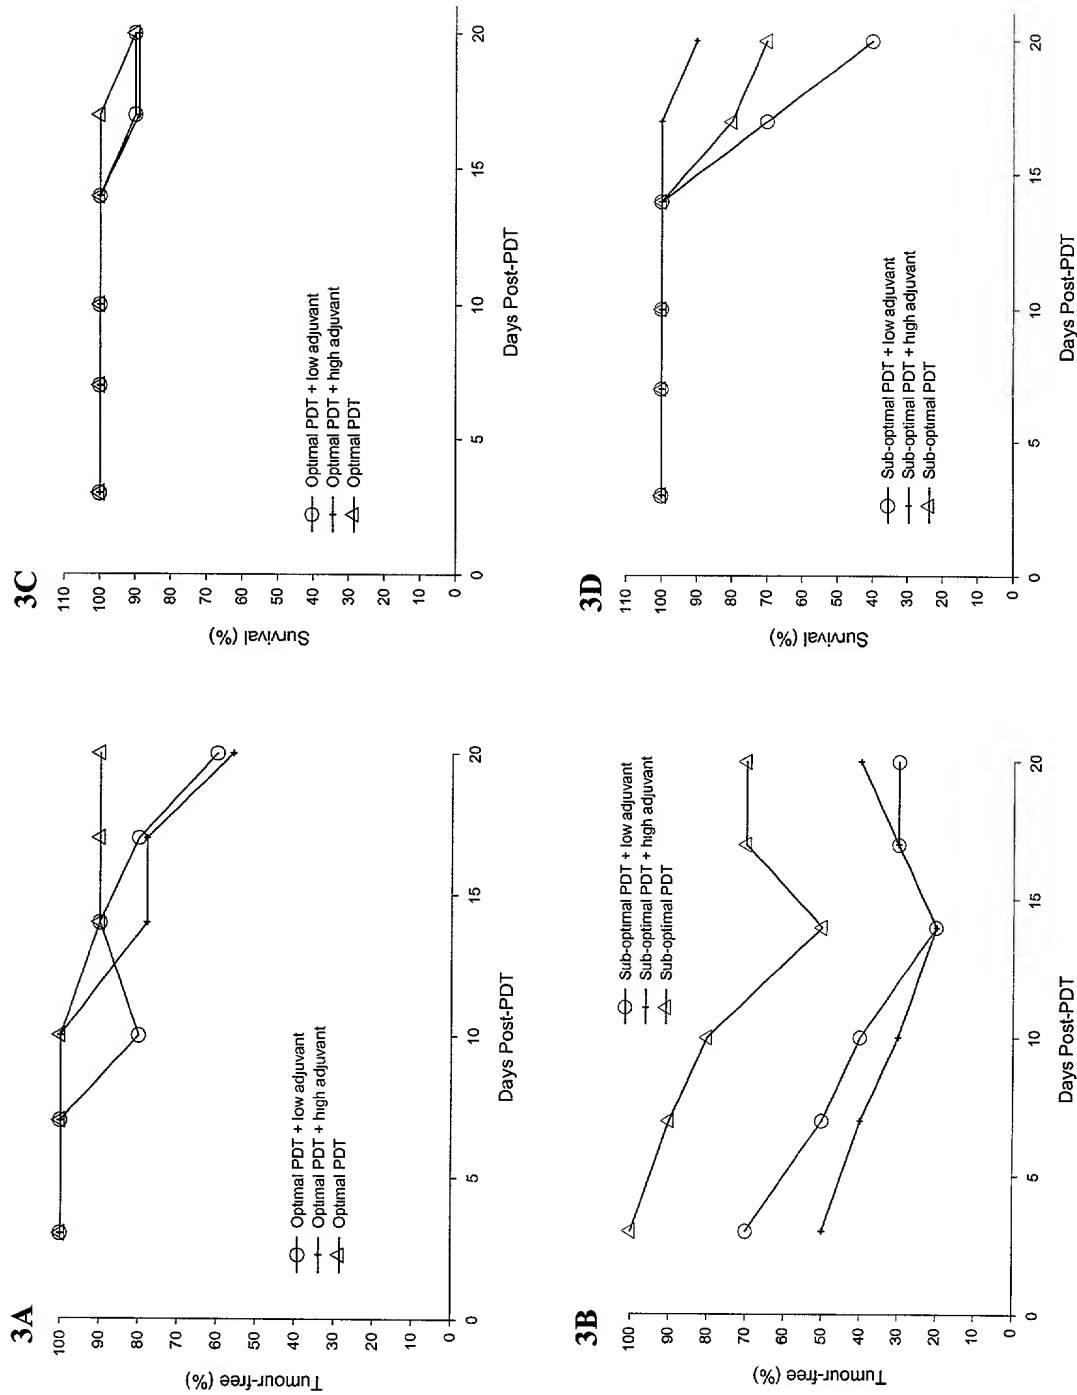 3A
Tumour-free (%)
100
90
80
70
60
50
40
30
20
10
0
Optimal PDT + low adjuvant
Optimal PDT + high adjuvant
Optimal PDT
0 5 10 15 20
Days Post-PDT
3C
Survival (%)
110
100
90
80
70
60
50
40
30
20
10
0
Optimal PDT + low adjuvant
Optimal PDT + high adjuvant
Optimal PDT
0 5 10 15 20
Days Post-PDT
3B
Tumour-free (%)
100
90
80
70
60
50
40
30
20
10
0
Sub-optimal PDT + low adjuvant
Sub-optimal PDT + high adjuvant
Sub-optimal PDT
0 5 10 15 20
Days Post-PDT
3D
Survival (%)
110
100
90
80
70
60
50
40
30
20
10
0
Sub-optimal PDT + low adjuvant
Sub-optimal PDT + high adjuvant
Sub-optimal PDT
0 5 10 15 20
Days Post-PDT